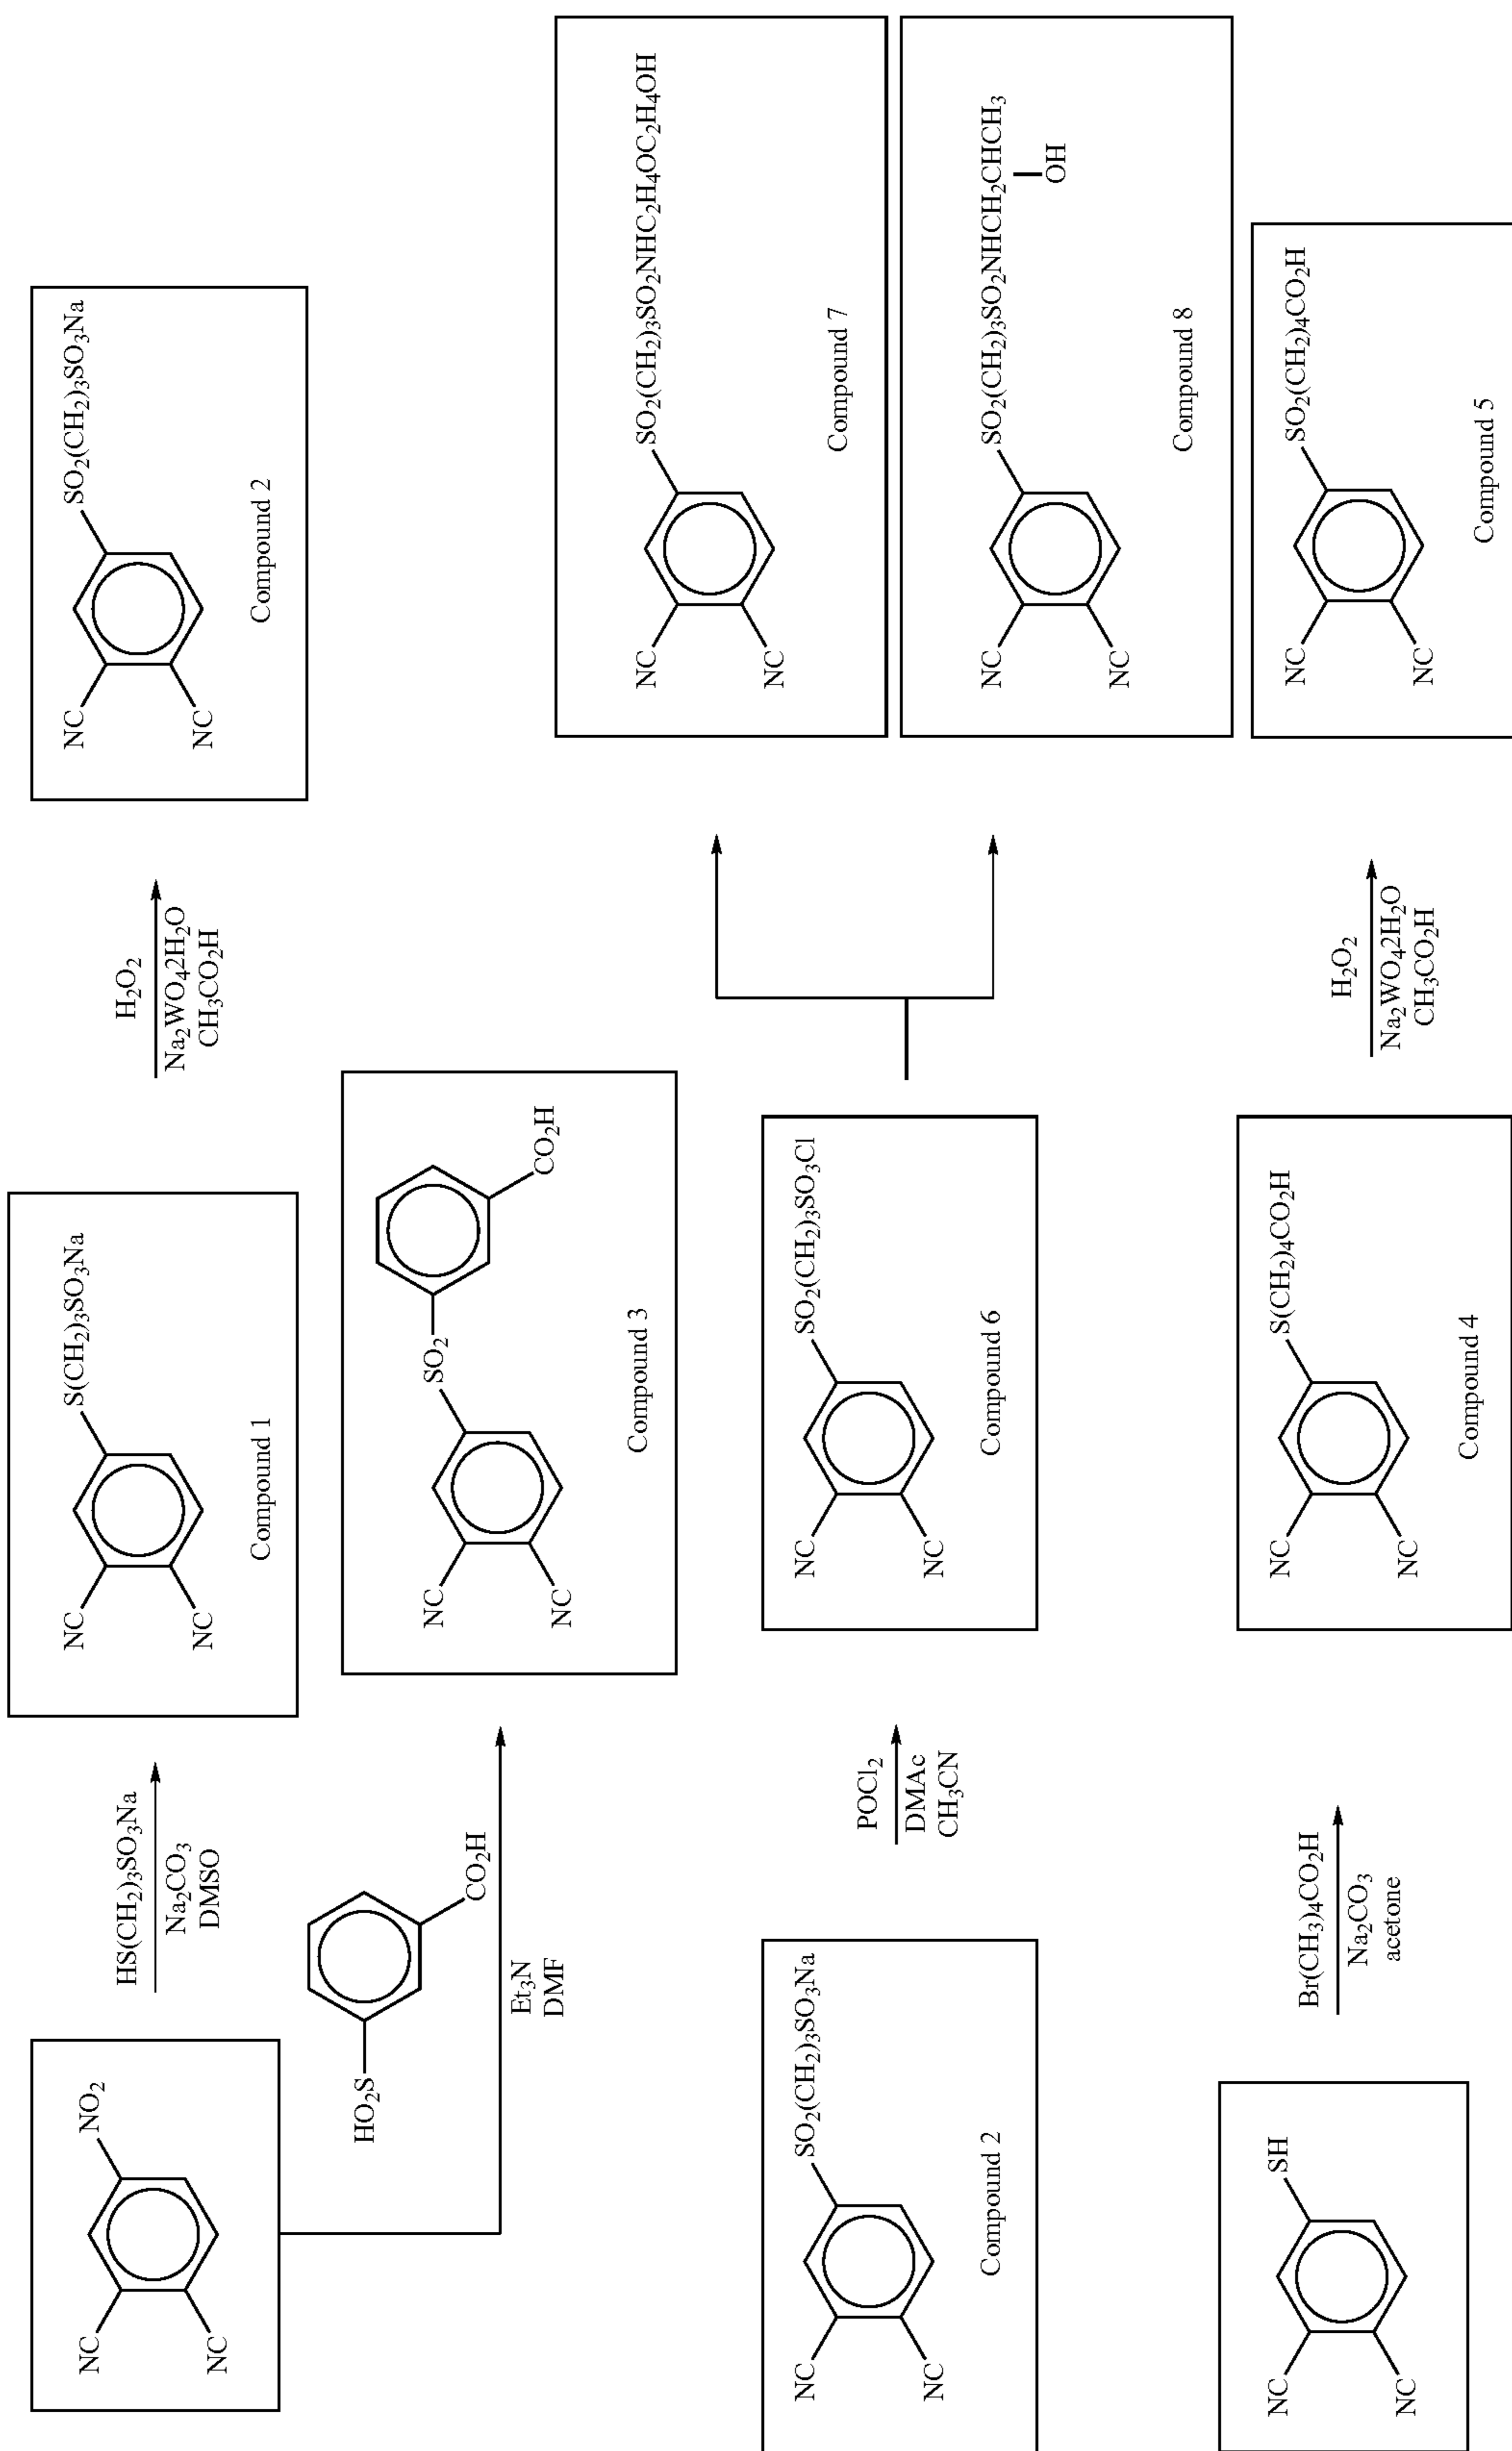 NC
NC
NO₂
HS(CH₂)₃SO₃Na
Na₂CO₃
DMSO
NC
NC
S(CH₂)₃SO₃Na
Compound 1
H₂O₂
Na₂WO₄2H₂O
CH₃CO₂H
NC
NC
SO₂(CH₂)₃SO₃Na
Compound 2
HO₂S
CO₂H
Et₃N
DMF
NC
NC
SO₂
CO₂H
Compound 3
NC
NC
SO₂(CH₂)₃SO₃Na
Compound 2
POCl₂
DMAc
CH₃CN
NC
NC
SO₂(CH₂)₃SO₃Cl
Compound 6
NC
NC
SO₂(CH₂)₃SO₂NHC₂H₄OC₂H₄OH
Compound 7
NC
NC
SO₂(CH₂)₃SO₂NHCH₂CHCH₃
OH
Compound 8
NC
NC
SH
Br(CH₃)₄CO₂H
Na₂CO₃
acetone
NC
NC
S(CH₂)₄CO₂H
Compound 4
H₂O₂
Na₂WO₄2H₂O
CH₃CO₂H
NC
NC
SO₂(CH₂)₄CO₂H
Compound 5